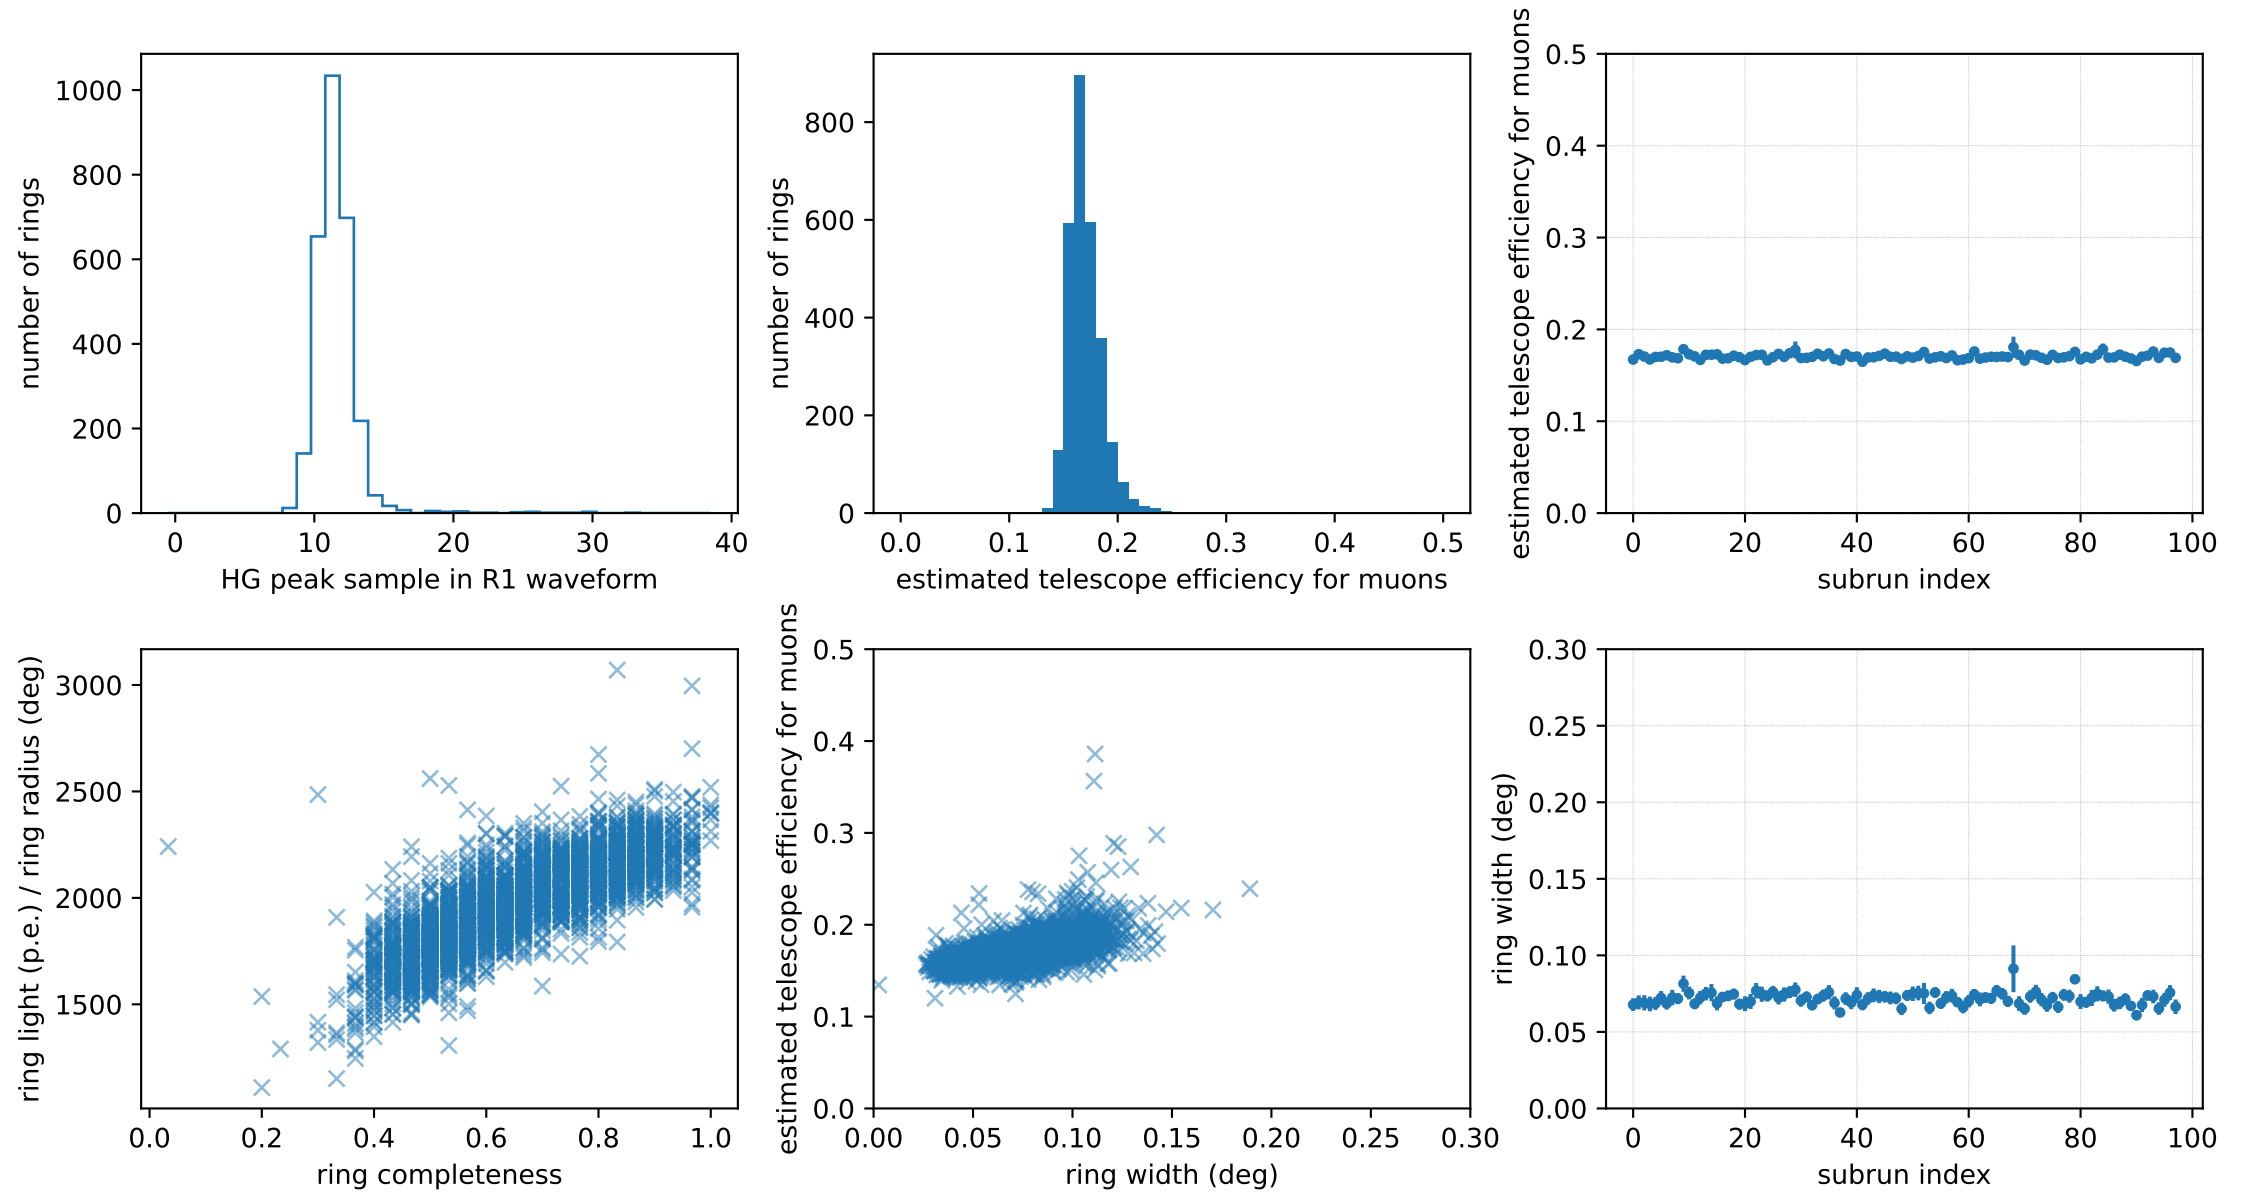 1000
800
600
400
200
0
number of rings
0 10 20 30 40
HG peak sample in R1 waveform
800
600
400
200
0
number of rings
0.0 0.1 0.2 0.3 0.4 0.5
estimated telescope efficiency for muons
0.5
0.4
0.3
0.2
0.1
0.0
estimated telescope efficiency for muons
0 20 40 60 80 100
subrun index
3000
2500
2000
1500
ring light (p.e.) / ring radius (deg)
0.0 0.2 0.4 0.6 0.8 1.0
ring completeness
0.5
0.4
0.3
0.2
0.1
0.0
estimated telescope efficiency for muons
0.00 0.05 0.10 0.15 0.20 0.25 0.30
ring width (deg)
0.30
0.25
0.20
0.15
0.10
0.05
0.00
ring width (deg)
0 20 40 60 80 100
subrun index